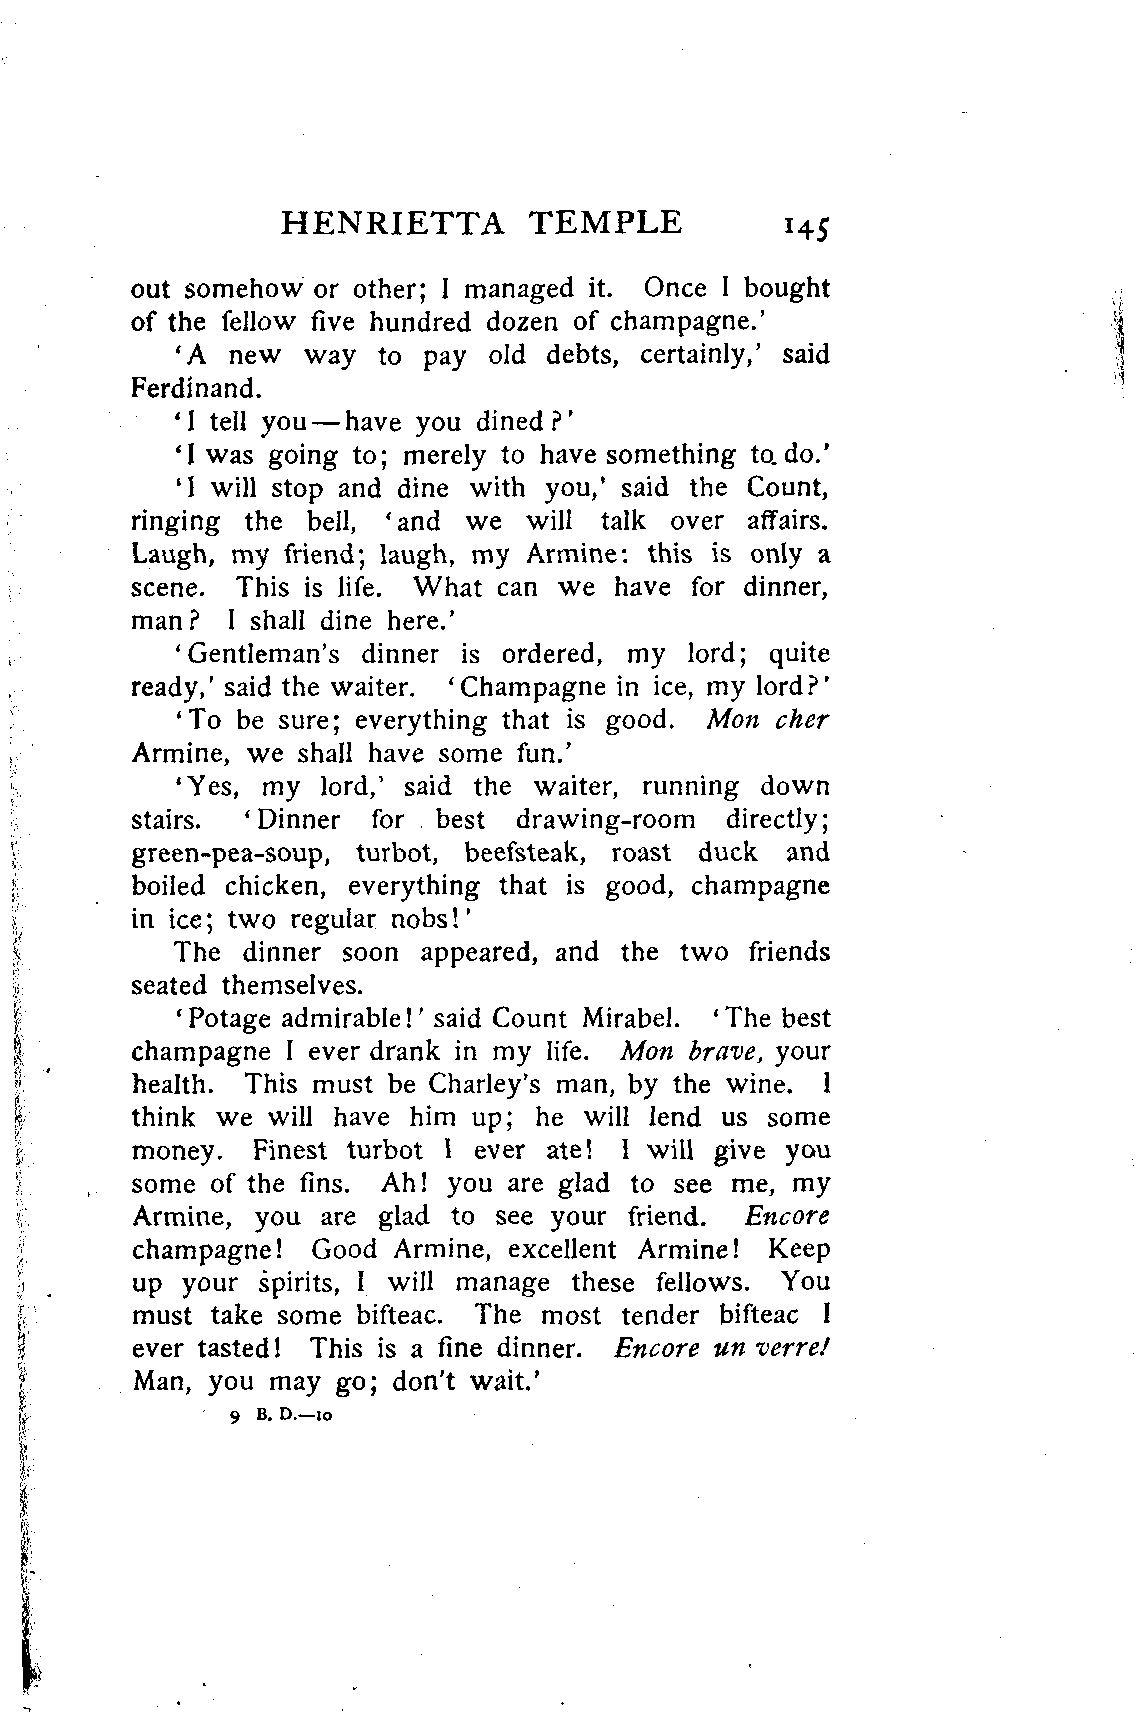 HENRIETTA TEMPLE 145
out somehow or other; I managed it. Once I bought
of the fellow five hundred dozen of champagne.'
'A new way to pay old debts, certainly,' said
Ferdinand.
'I tell you—have you dined?'
'I was going to; merely to have something to do.'
'I will stop and dine with you,' said the Count,
ringing the bell, 'and we will talk over affairs.
Laugh, my friend; laugh, my Armine: this is only a
scene. This is life. What can we have for dinner,
man? I shall dine here.'
'Gentleman's dinner is ordered, my lord; quite
ready,' said the waiter. 'Champagne in ice, my lord?'
'To be sure; everything that is good. Mon cher
Armine, we shall have some fun.'
'Yes, my lord,' said the waiter, running down
stairs. 'Dinner for best drawing-room directly;
green-pea-soup, turbot, beefsteak, roast duck and
boiled chicken, everything that is good, champagne
in ice; two regular nobs!'
The dinner soon appeared, and the two friends
seated themselves.
'Potage admirable!' said Count Mirabel. 'The best
champagne I ever drank in my life. Mon brave, your
health. This must be Charley's man, by the wine. I
think we will have him up; he will lend us some
money. Finest turbot I ever ate! I will give you
some of the fins. Ah! you are glad to see me, my
Armine, you are glad to see your friend. Encore
champagne! Good Armine, excellent Armine! Keep
up your spirits, I will manage these fellows. You
must take some bifteac. The most tender bifteac I
ever tasted! This is a fine dinner. Encore un verre!
Man, you may go; don't wait.'
9 B. D.—10